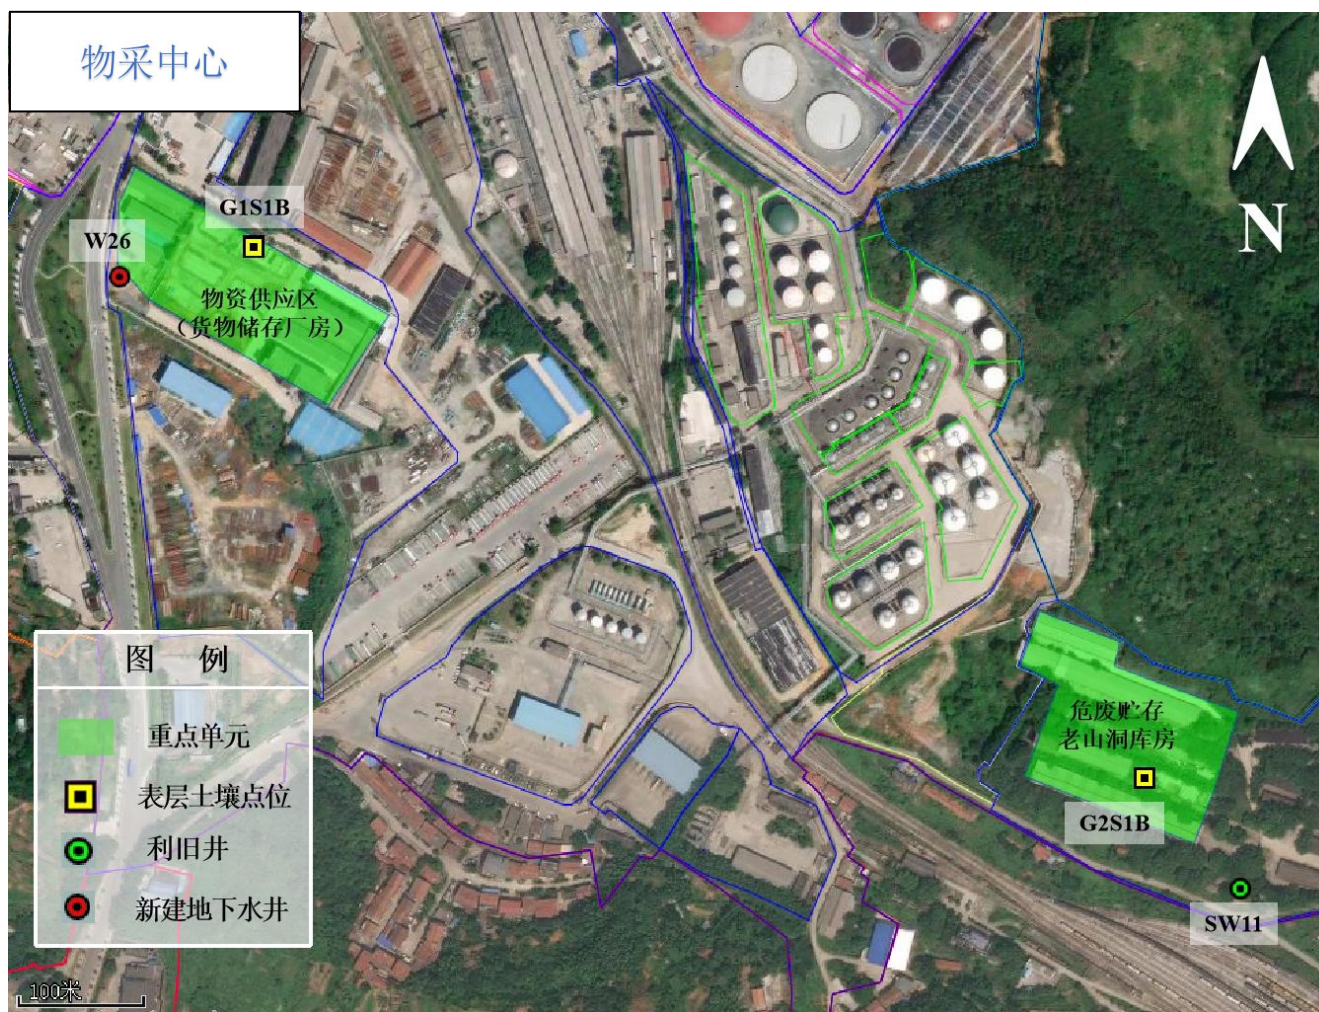 物采中心
N
G1S1B
W26
物资供应区
（货物储存厂房）
危废贮存
老山洞库房
G2S1B
SW11
图 例
重点单元
表层土壤点位
利旧井
新建地下水井
100米